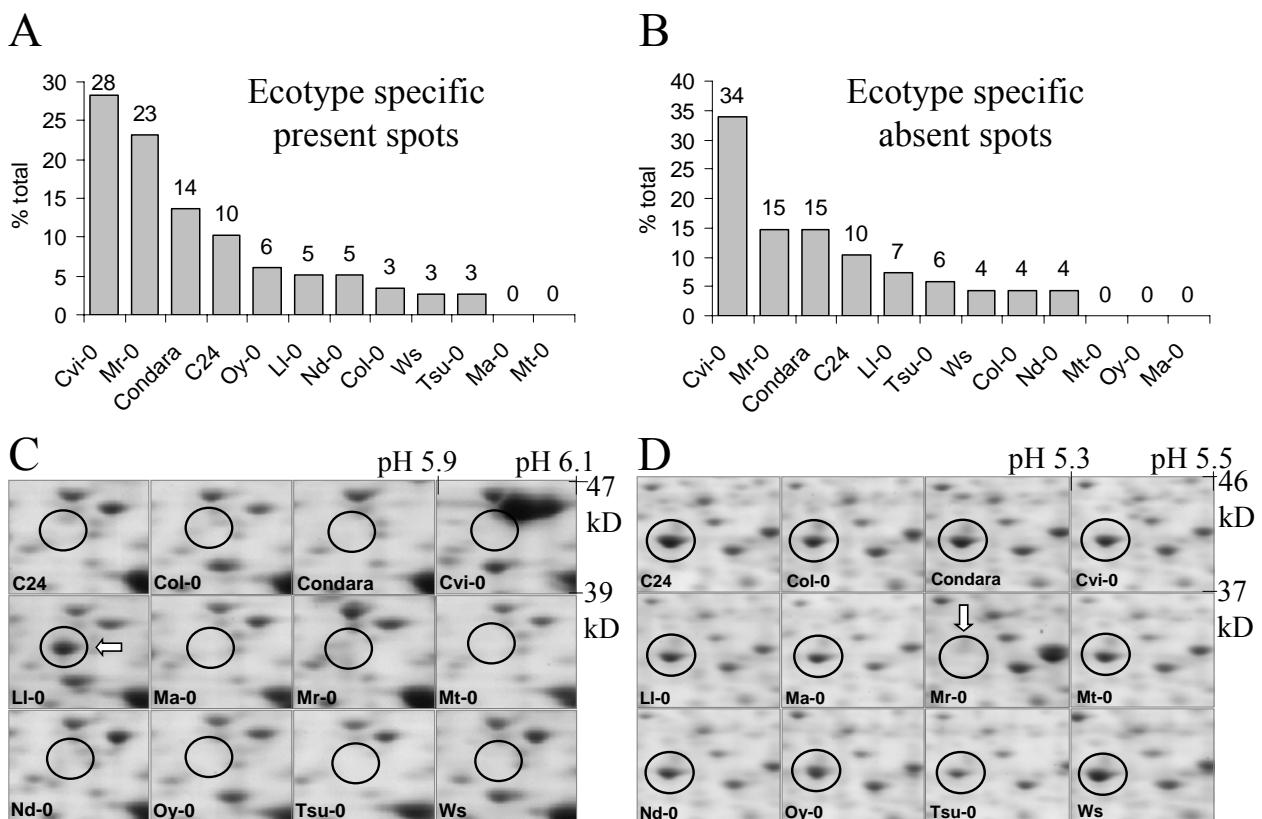 A
Ecotype specific
present spots
% total
30
25
20
15
10
5
0
28
23
14
10
6
5
5
3
3
3
0
0
Cvi-0
Mr-0
Condara
C24
Oy-0
Ll-0
Nd-0
Col-0
Ws
Tsu-0
Ma-0
Mt-0
B
Ecotype specific
absent spots
% total
40
35
30
25
20
15
10
5
0
34
15
15
10
7
6
4
4
4
0
0
0
Cvi-0
Mr-0
Condara
C24
Ll-0
Tsu-0
Ws
Col-0
Nd-0
Mt-0
Oy-0
Ma-0
C
pH 5.9 pH 6.1
47
kD
C24 Col-0 Condara Cvi-0
39
kD
Ll-0 Ma-0 Mr-0 Mt-0
Nd-0 Oy-0 Tsu-0 Ws
D
pH 5.3 pH 5.5
46
kD
C24 Col-0 Condara Cvi-0
37
kD
Ll-0 Ma-0 Mr-0 Mt-0
Nd-0 Oy-0 Tsu-0 Ws